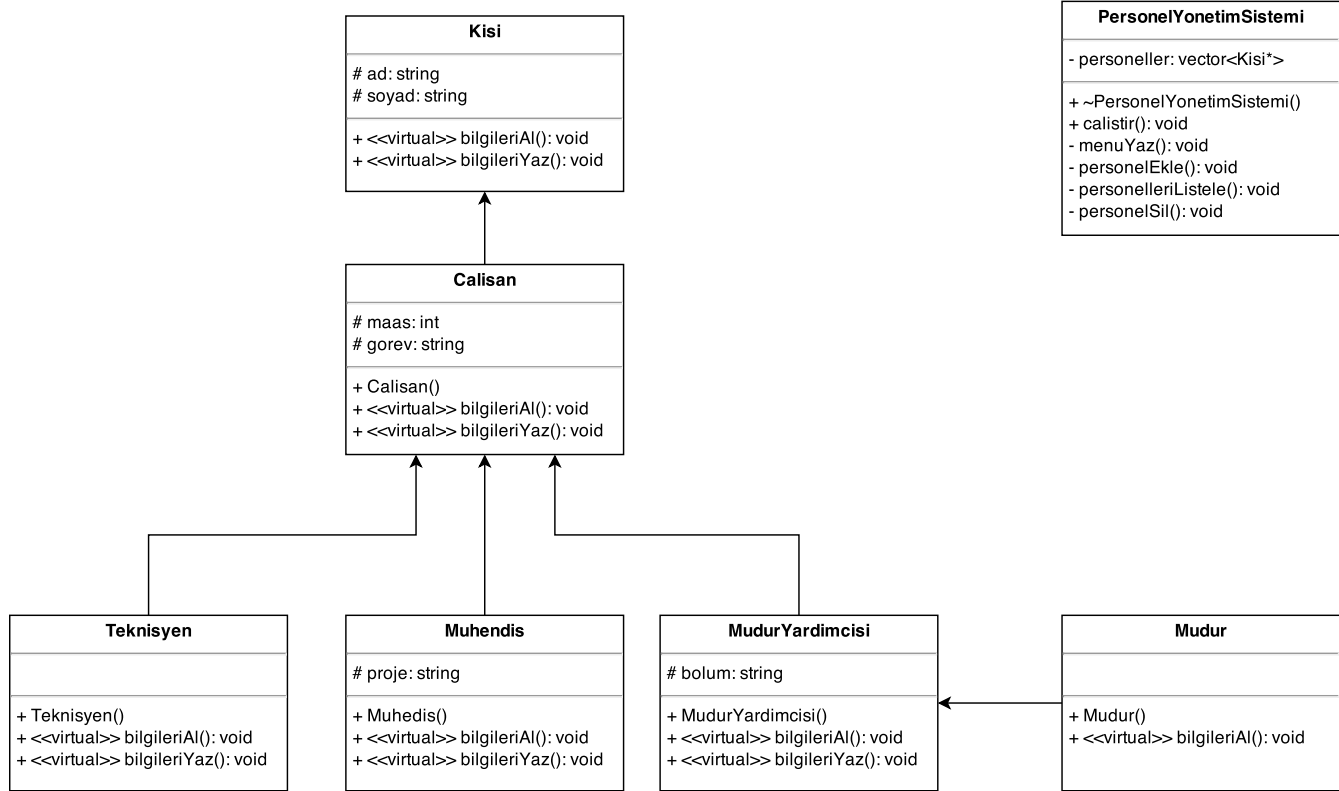 Kisi
# ad: string
# soyad: string
+ <<virtual>> bilgileriAl(): void
+ <<virtual>> bilgileriYaz(): void
PersonelYonetimSistemi
- personeller: vector<Kisi*>
+ ~PersonelYonetimSistemi()
+ calistir(): void
- menuYaz(): void
- personelEkle(): void
- personelleriListele(): void
- personelSil(): void
Calisan
# maas: int
# gorev: string
+ Calisan()
+ <<virtual>> bilgileriAl(): void
+ <<virtual>> bilgileriYaz(): void
Teknisyen
+ Teknisyen()
+ <<virtual>> bilgileriAl(): void
+ <<virtual>> bilgileriYaz(): void
Muhendis
# proje: string
+ Muhedis()
+ <<virtual>> bilgileriAl(): void
+ <<virtual>> bilgileriYaz(): void
MudurYardimcisi
# bolum: string
+ MudurYardimcisi()
+ <<virtual>> bilgileriAl(): void
+ <<virtual>> bilgileriYaz(): void
Mudur
+ Mudur()
+ <<virtual>> bilgileriAl(): void